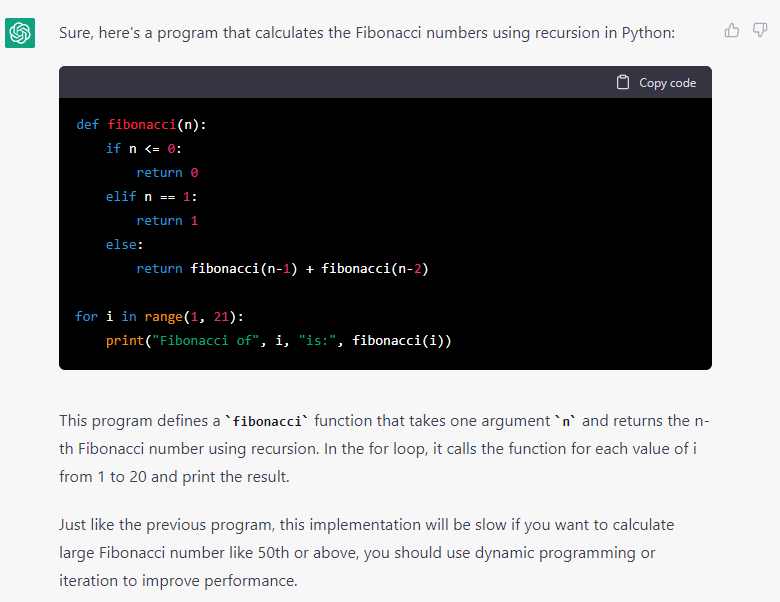 Sure, here's a program that calculates the Fibonacci numbers using recursion in Python:
Copy code
def fibonacci(n):
    if n <= 0:
        return 0
    elif n == 1:
        return 1
    else:
        return fibonacci(n-1) + fibonacci(n-2)
for i in range(1, 21):
    print("Fibonacci of", i, "is:", fibonacci(i))
This program defines a `fibonacci` function that takes one argument `n` and returns the n-
th Fibonacci number using recursion. In the for loop, it calls the function for each value of i
from 1 to 20 and print the result.
Just like the previous program, this implementation will be slow if you want to calculate
large Fibonacci number like 50th or above, you should use dynamic programming or
iteration to improve performance.